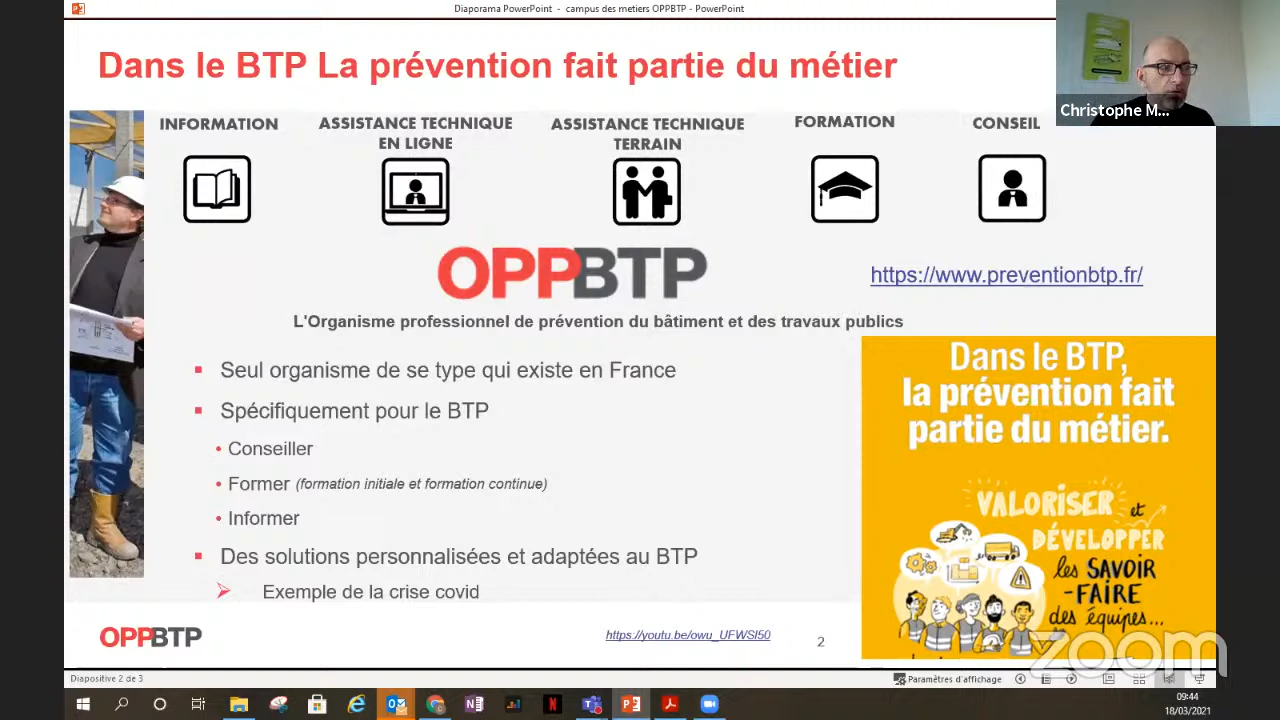 Diaporama PowerPoint - campus des metiers OPPBTP - PowerPoint
Dans le BTP La prévention fait partie du métier
Christophe M...
INFORMATION
ASSISTANCE TECHNIQUE
EN LIGNE
ASSISTANCE TECHNIQUE
TERRAIN
FORMATION
CONSEIL
OPPBTP
https://www.preventionbtp.fr/
L'Organisme professionnel de prévention du bâtiment et des travaux publics
Seul organisme de se type qui existe en France
Spécifiquement pour le BTP
Conseiller
Former (formation initiale et formation continue)
Informer
Des solutions personnalisées et adaptées au BTP
Exemple de la crise covid
Dans le BTP,
la prévention fait
partie du métier.
VALORISER et
DÉVELOPPER
les SAVOIR
-FAIRE
des équipes...
OPPBTP
https://youtu.be/owu_UFWSI50
2
zoom
Diapositive 2 de 3
Paramètres d'affichage
09:44
18/03/2021